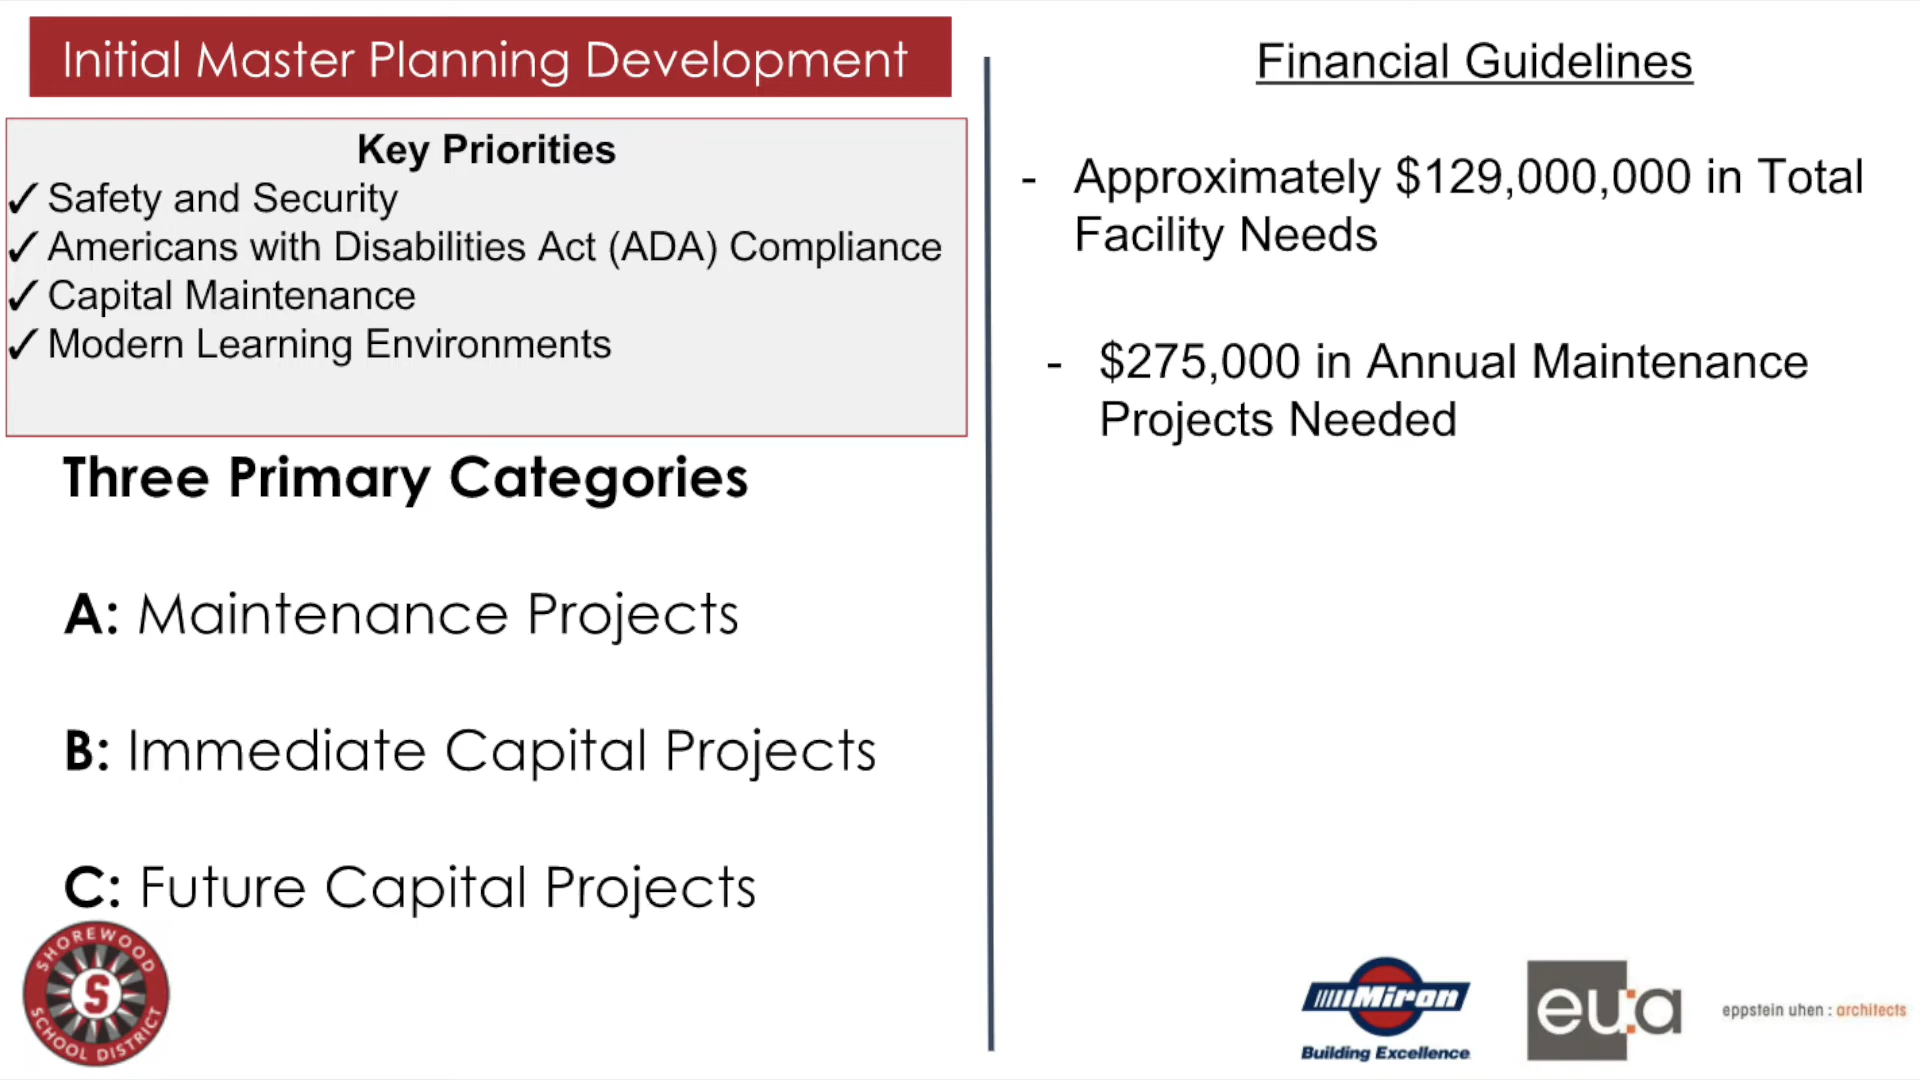 Initial Master Planning Development
Key Priorities
✓ Safety and Security
✓ Americans with Disabilities Act (ADA) Compliance
✓ Capital Maintenance
✓ Modern Learning Environments
Three Primary Categories
A: Maintenance Projects
B: Immediate Capital Projects
C: Future Capital Projects
SHOREWOOD
S
SCHOOL DISTRICT
Financial Guidelines
- Approximately $129,000,000 in Total
Facility Needs
- $275,000 in Annual Maintenance
Projects Needed
Miron
Building Excellence
eu:a
eppstein uhen : architects